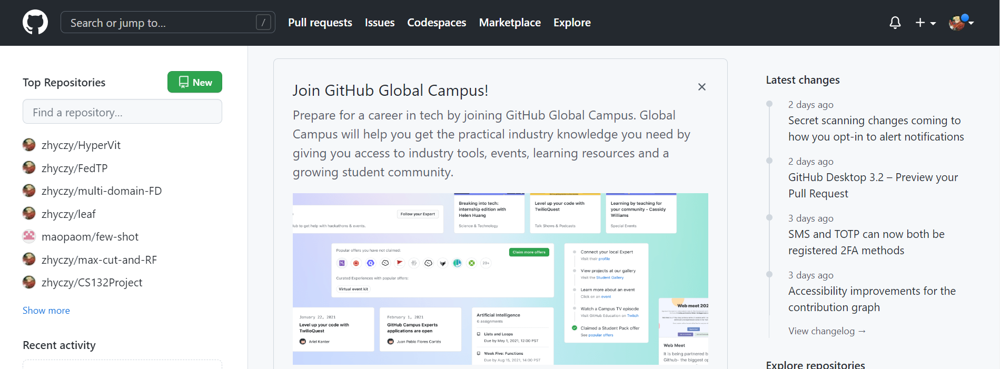 Search or jump to...
/
Pull requests
Issues
Codespaces
Marketplace
Explore
Top Repositories
New
Find a repository...
zhyczy/HyperVit
zhyczy/FedTP
zhyczy/multi-domain-FD
zhyczy/leaf
maopaom/few-shot
zhyczy/max-cut-and-RF
zhyczy/CS132Project
Show more
Recent activity
Join GitHub Global Campus!
Prepare for a career in tech by joining GitHub Global Campus. Global
Campus will help you get the practical industry knowledge you need by
giving you access to industry tools, events, learning resources and a
growing student community.
Follow your Expert
to get help with hackathons & events.
Breaking into tech:
internship edition with
Helen Huang
Science & Technology
Level up your code with
TwilioQuest
Talk Shows & Podcasts
Learning by teaching for
your community - Cassidy
Williams
Special Events
Popular offers you have not claimed:
Claim more offers
20+
Curated Experiences with popular offers:
Virtual event kit
Connect your local Expert
Visit their profile
View projects at our gallery
Visit the Student Gallery
Learn more about an event
Click on an event
Watch a Campus TV episode
Visit GitHub Education on Twitch
Claimed a Student Pack offer
See popular offers
January 22, 2021
Level up your code with
TwilioQuest
Ariel Kanter
February 1, 2021
GitHub Campus Experts
applications are open
Juan Pablo Flores Cortés
Artificial Intelligence
6 assignments
Lists and Loops
Due by May 1, 2021, 12:00 PST
Week Five: Functions
Due by Aug 15, 2021, 14:00 PST
Web meet 202
Web Meet
It is being partnered b
Github- the biggest op
Latest changes
2 days ago
Secret scanning changes coming to
how you opt-in to alert notifications
2 days ago
GitHub Desktop 3.2 – Preview your
Pull Request
3 days ago
SMS and TOTP can now both be
registered 2FA methods
3 days ago
Accessibility improvements for the
contribution graph
View changelog →
Explore repositories